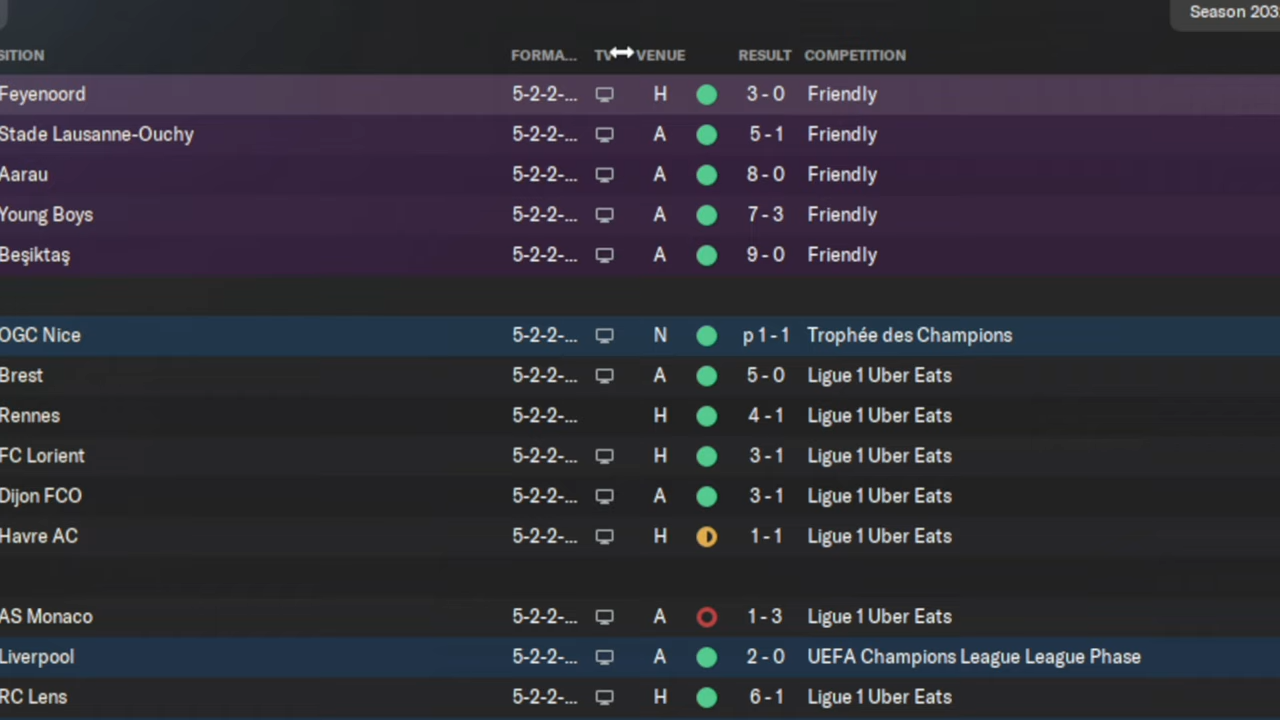 Season 203
SITION FORMA... TV VENUE RESULT COMPETITION
Feyenoord 5-2-2-... H 3 - 0 Friendly
Stade Lausanne-Ouchy 5-2-2-... A 5 - 1 Friendly
Aarau 5-2-2-... A 8 - 0 Friendly
Young Boys 5-2-2-... A 7 - 3 Friendly
Beşiktaş 5-2-2-... A 9 - 0 Friendly
OGC Nice 5-2-2-... N p 1 - 1 Trophée des Champions
Brest 5-2-2-... A 5 - 0 Ligue 1 Uber Eats
Rennes 5-2-2-... H 4 - 1 Ligue 1 Uber Eats
FC Lorient 5-2-2-... H 3 - 1 Ligue 1 Uber Eats
Dijon FCO 5-2-2-... A 3 - 1 Ligue 1 Uber Eats
Havre AC 5-2-2-... H 1 - 1 Ligue 1 Uber Eats
AS Monaco 5-2-2-... A 1 - 3 Ligue 1 Uber Eats
Liverpool 5-2-2-... A 2 - 0 UEFA Champions League League Phase
RC Lens 5-2-2-... H 6 - 1 Ligue 1 Uber Eats